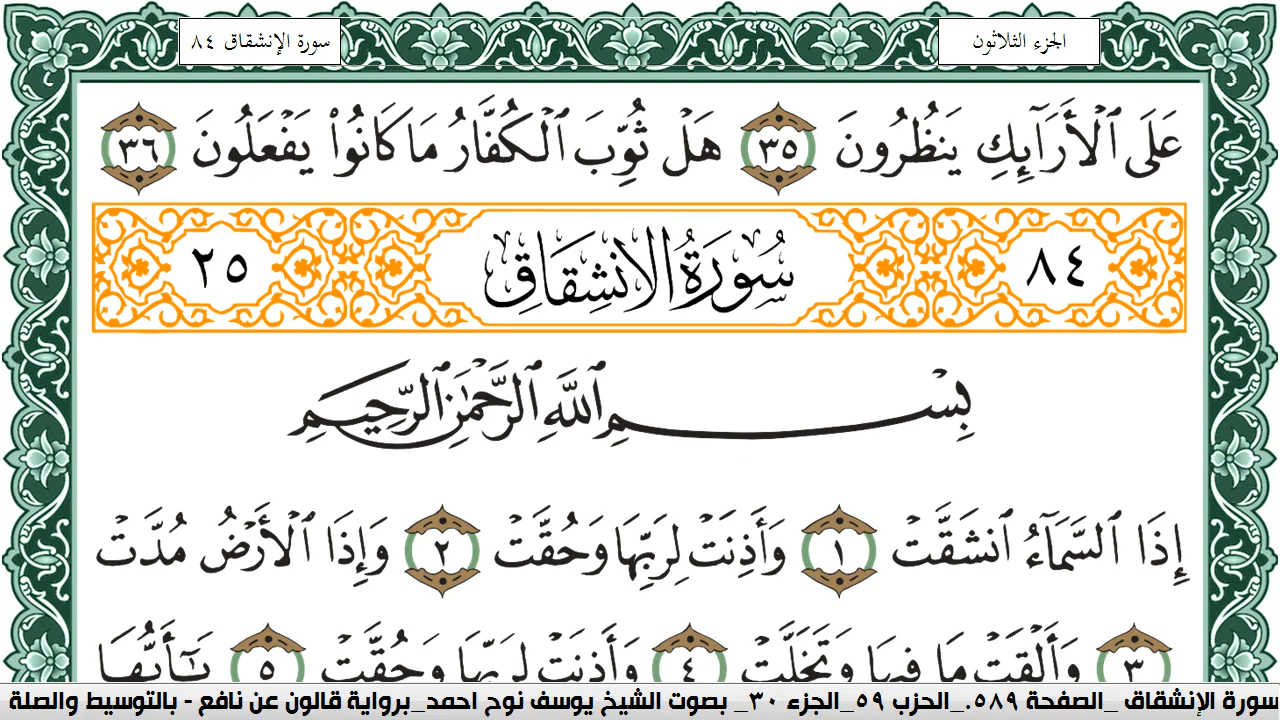 الجزء الثلاثون
سورة الإنشقاق ٨٤
عَلَى ٱلْأَرَآئِكِ يَنظُرُونَ ٣٥ هَلْ ثُوِّبَ ٱلْكُفَّارُ مَا كَانُوا۟ يَفْعَلُونَ ٣٦
٨٤ سُورَةُ الانشِقَاقِ ٢٥
بِسْمِ ٱللَّهِ ٱلرَّحْمَٰنِ ٱلرَّحِيمِ
إِذَا ٱلسَّمَآءُ ٱنشَقَّتْ ١ وَأَذِنَتْ لِرَبِّهَا وَحُقَّتْ ٢ وَإِذَا ٱلْأَرْضُ مُدَّتْ
٣ وَأَلْقَتْ مَا فِيهَا وَتَخَلَّتْ ٤ وَأَذِنَتْ لِرَبِّهَا وَحُقَّتْ ٥ يَٰٓأَيُّهَا
سورة الإنشقاق _الصفحة ٥٨٩._الحزب ٥٩_الجزء ٣٠_ بصوت الشيخ يوسف نوح احمد_برواية قالون عن نافع - بالتوسيط والصلة